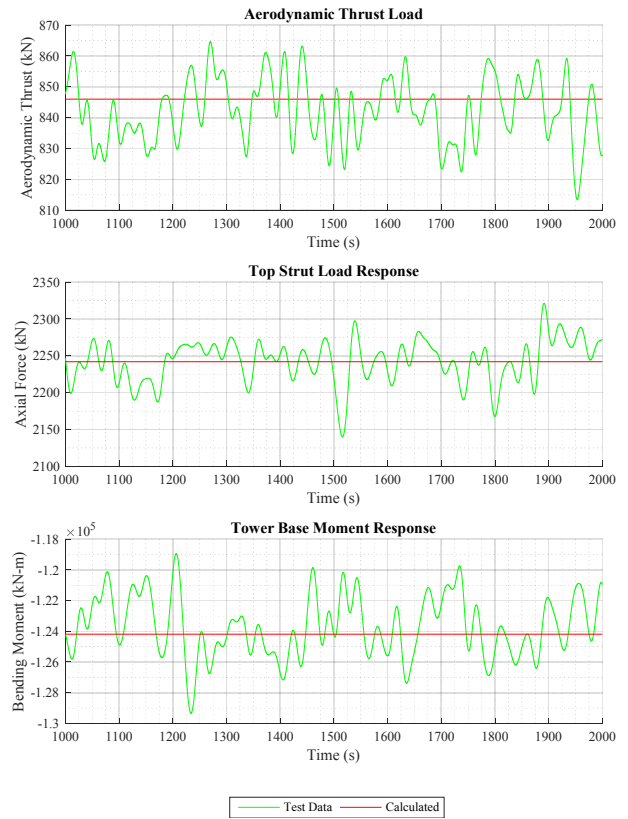 Aerodynamic Thrust Load
870
860
850
840
830
820
810
Aerodynamic Thrust (kN)
1000 1100 1200 1300 1400 1500 1600 1700 1800 1900 2000
Time (s)
Top Strut Load Response
2350
2300
2250
2200
2150
2100
Axial Force (kN)
1000 1100 1200 1300 1400 1500 1600 1700 1800 1900 2000
Time (s)
Tower Base Moment Response
× 10⁵
-1.18
-1.2
-1.22
-1.24
-1.26
-1.28
-1.3
Bending Moment (kN-m)
1000 1100 1200 1300 1400 1500 1600 1700 1800 1900 2000
Time (s)
Test Data Calculated